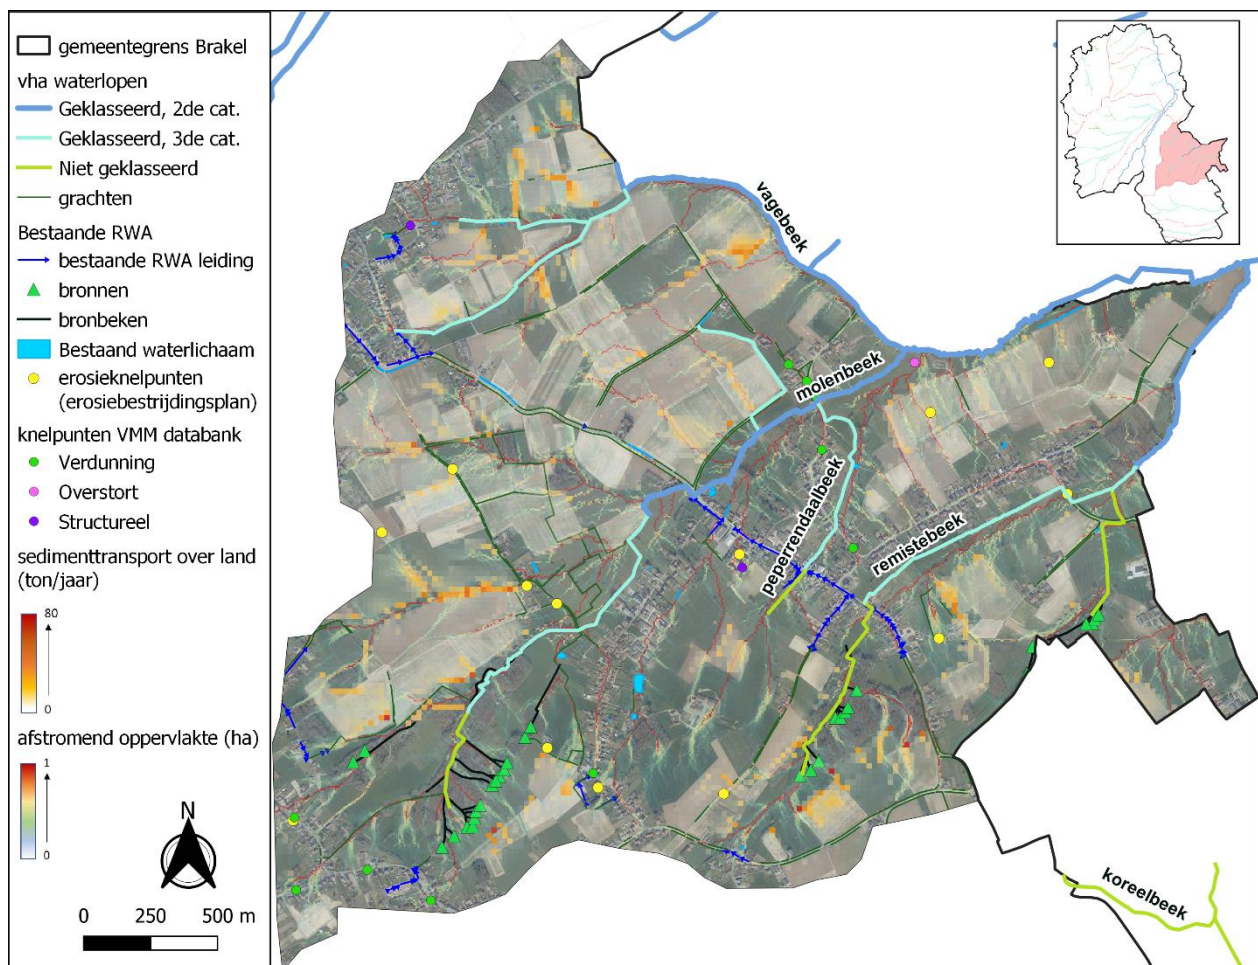 gemeentegrens Brakel
vha waterlopen
Geklasseerd, 2de cat.
Geklasseerd, 3de cat.
Niet geklasseerd
grachten
Bestaande RWA
bestaande RWA leiding
bronnen
bronbeken
Bestaand waterlichaam
erosieknelpunten
(erosiebestrijdingsplan)
knelpunten VMM databank
Verdunning
Overstort
Structureel
sedimenttransport over land
(ton/jaar)
80
0
afstromend oppervlakte (ha)
1
0
N
0 250 500 m
vagebeek
molenbeek
peperrendaalbeek
remistebeek
koreelbeek